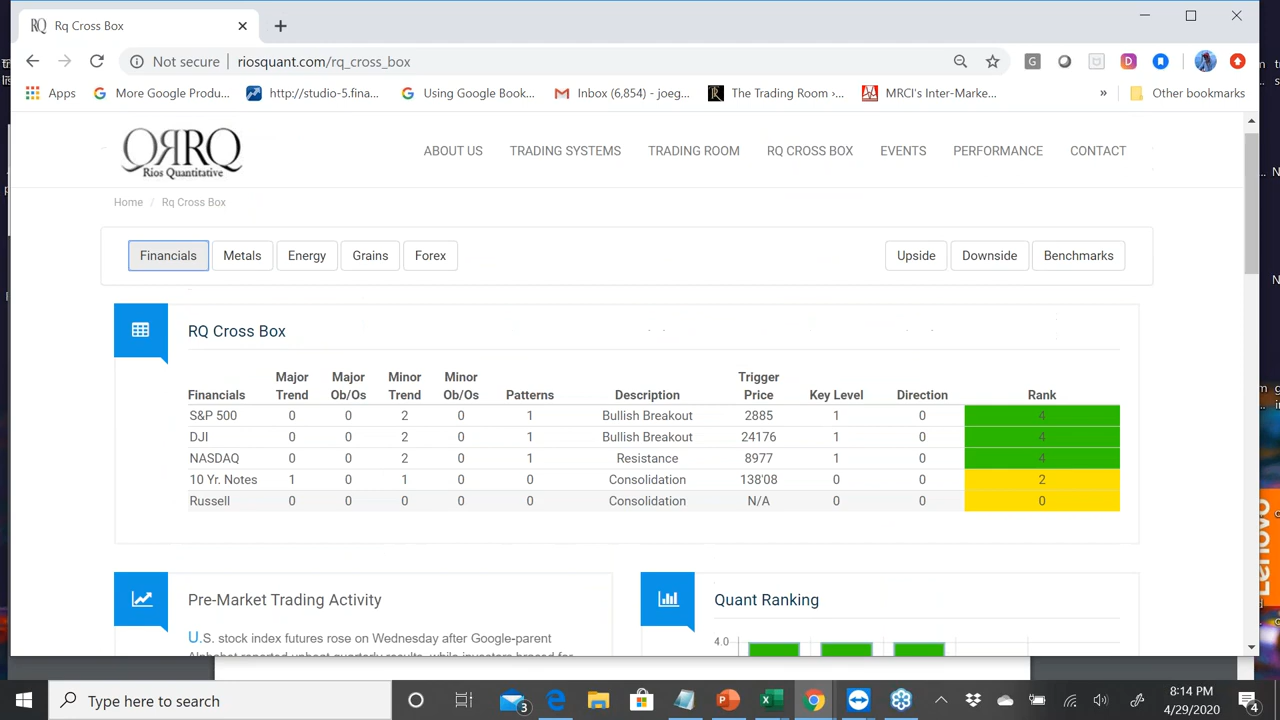 RQ Rq Cross Box
Not secure | riosquant.com/rq_cross_box
Apps More Google Produ... http://studio-5.fina... Using Google Book... Inbox (6,854) - joeg... The Trading Room ›... MRCI's Inter-Marke... » Other bookmarks
Rios Quantitative
ABOUT US TRADING SYSTEMS TRADING ROOM RQ CROSS BOX EVENTS PERFORMANCE CONTACT
Home / Rq Cross Box
Financials Metals Energy Grains Forex Upside Downside Benchmarks
RQ Cross Box
Financials Major Trend Major Ob/Os Minor Trend Minor Ob/Os Patterns Description Trigger Price Key Level Direction Rank
S&P 500 0 0 2 0 1 Bullish Breakout 2885 1 0 4
DJI 0 0 2 0 1 Bullish Breakout 24176 1 0 4
NASDAQ 0 0 2 0 1 Resistance 8977 1 0 4
10 Yr. Notes 1 0 1 0 0 Consolidation 138'08 0 0 2
Russell 0 0 0 0 0 Consolidation N/A 0 0 0
Pre-Market Trading Activity
U.S. stock index futures rose on Wednesday after Google-parent
Quant Ranking
4.0
Lenovo
Type here to search
3
8:14 PM
4/29/2020
4